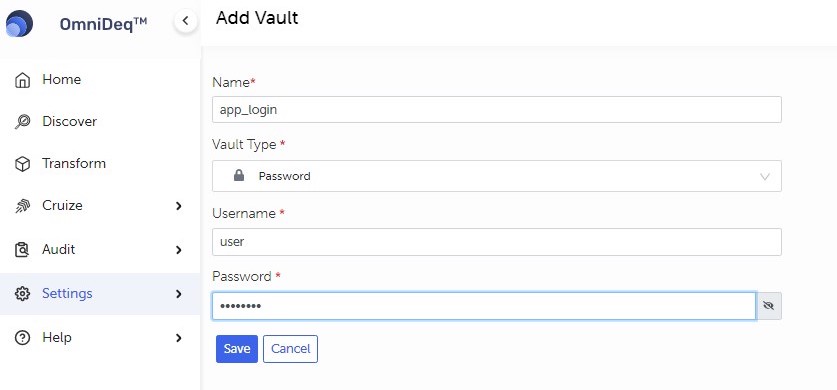 OmniDeq™
Add Vault
Home
Discover
Transform
Cruize
Audit
Settings
Help
Name*
app_login
Vault Type *
Password
Username *
user
Password *
••••••••
Save
Cancel